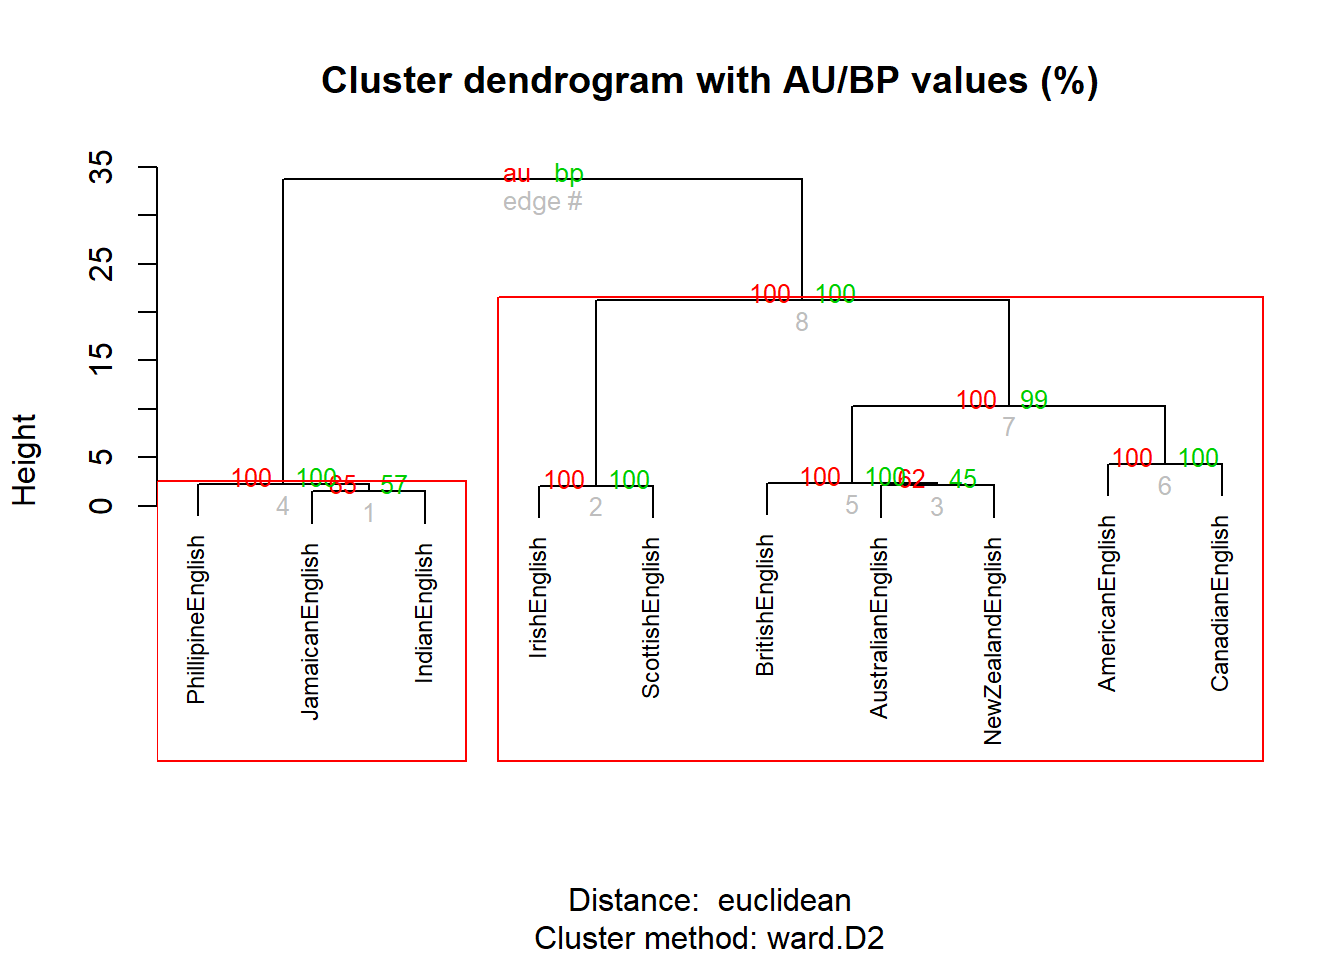 Cluster dendrogram with AU/BP values (%)
35
25
15
5
0
Height
au bp
edge #
100 100
8
100 99
7
100 100
6
100 100
4
65 57
1
100 100
2
100 100
5
62 45
3
PhillipineEnglish
JamaicanEnglish
IndianEnglish
IrishEnglish
ScottishEnglish
BritishEnglish
AustralianEnglish
NewZealandEnglish
AmericanEnglish
CanadianEnglish
Distance: euclidean
Cluster method: ward.D2